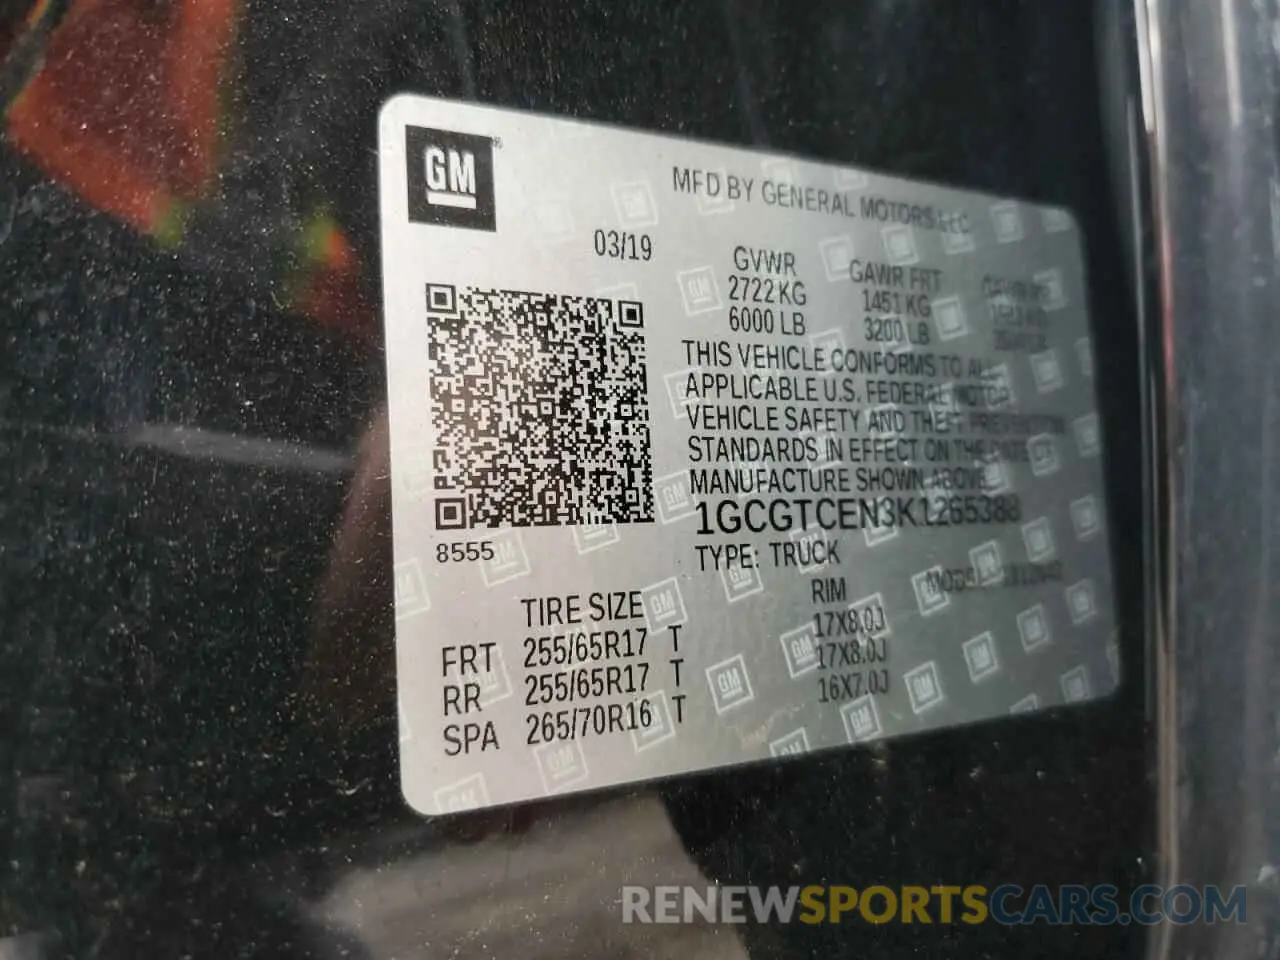 GM
MFD BY GENERAL MOTORS LLC
03/19
GVWR GAWR FRT
2722 KG 1451 KG
6000 LB 3200 LB
THIS VEHICLE CONFORMS TO ALL
APPLICABLE U.S. FEDERAL MOTOR
VEHICLE SAFETY AND THEFT PREVENTION
STANDARDS IN EFFECT ON THE DATE OF
MANUFACTURE SHOWN ABOVE
1GCGTCEN3K1265388
TYPE: TRUCK
8555
TIRE SIZE RIM
FRT 255/65R17 T 17X8.0J
RR 255/65R17 T 17X8.0J
SPA 265/70R16 T 16X7.0J
RENEWSPORTSCARS.COM